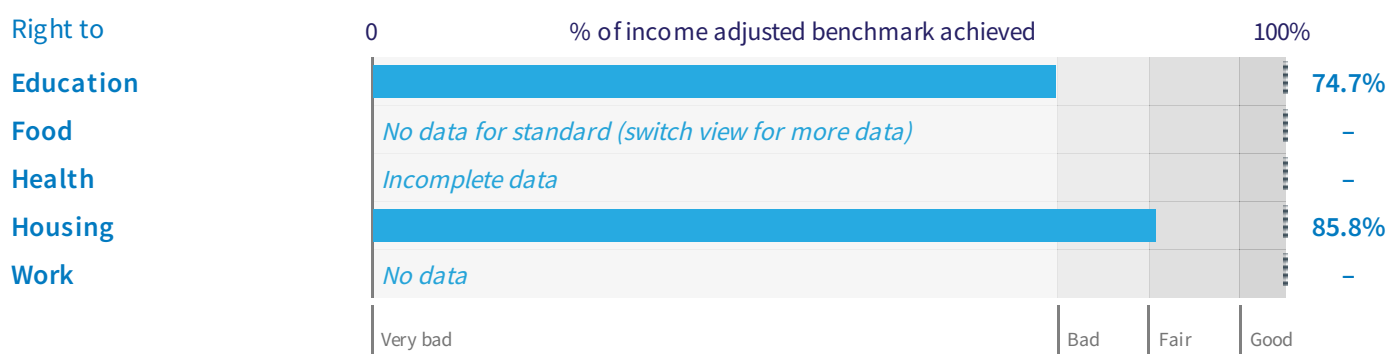 Right to 0 % of income adjusted benchmark achieved 100%
Education 74.7%
Food No data for standard (switch view for more data) –
Health Incomplete data –
Housing 85.8%
Work No data –
Very bad Bad Fair Good